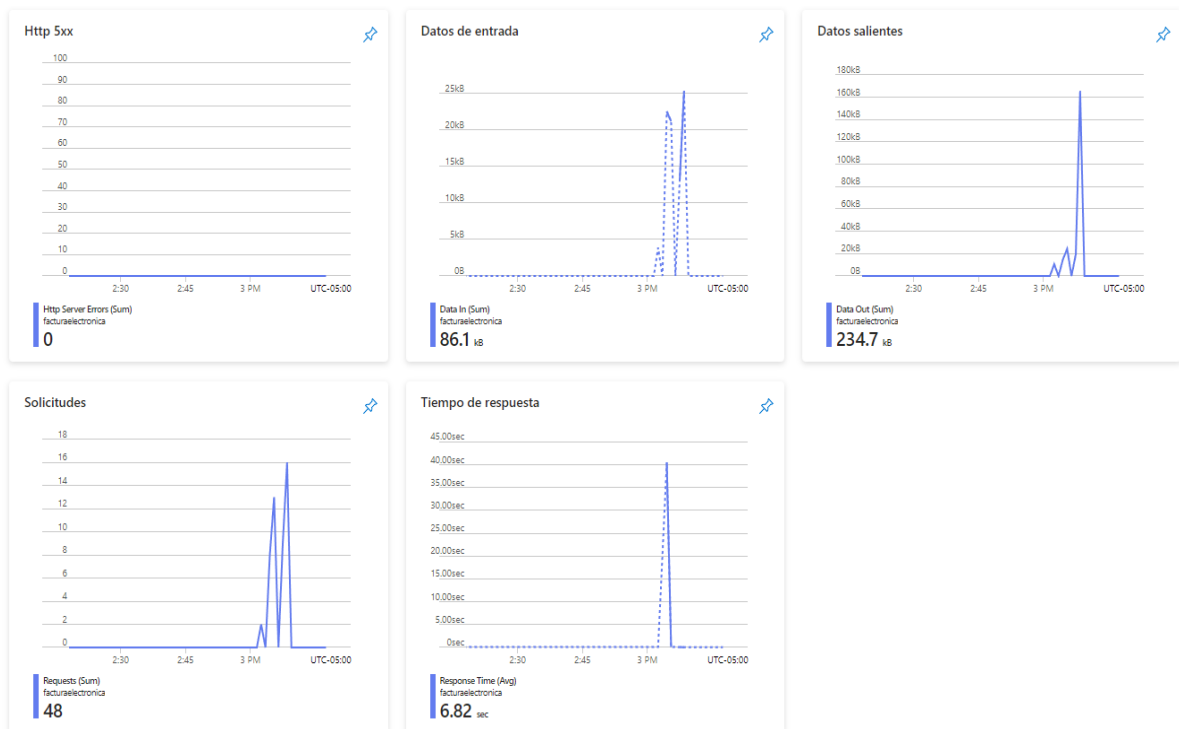 Http 5xx
100
90
80
70
60
50
40
30
20
10
0
2:30 2:45 3 PM UTC-05:00
Http Server Errors (Sum)
facturaelectronica
0
Datos de entrada
25kB
20kB
15kB
10kB
5kB
0B
2:30 2:45 3 PM UTC-05:00
Data In (Sum)
facturaelectronica
86.1 kB
Datos salientes
180kB
160kB
140kB
120kB
100kB
80kB
60kB
40kB
20kB
0B
2:30 2:45 3 PM UTC-05:00
Data Out (Sum)
facturaelectronica
234.7 kB
Solicitudes
18
16
14
12
10
8
6
4
2
0
2:30 2:45 3 PM UTC-05:00
Requests (Sum)
facturaelectronica
48
Tiempo de respuesta
45.00sec
40.00sec
35.00sec
30.00sec
25.00sec
20.00sec
15.00sec
10.00sec
5.00sec
0sec
2:30 2:45 3 PM UTC-05:00
Response Time (Avg)
facturaelectronica
6.82 sec